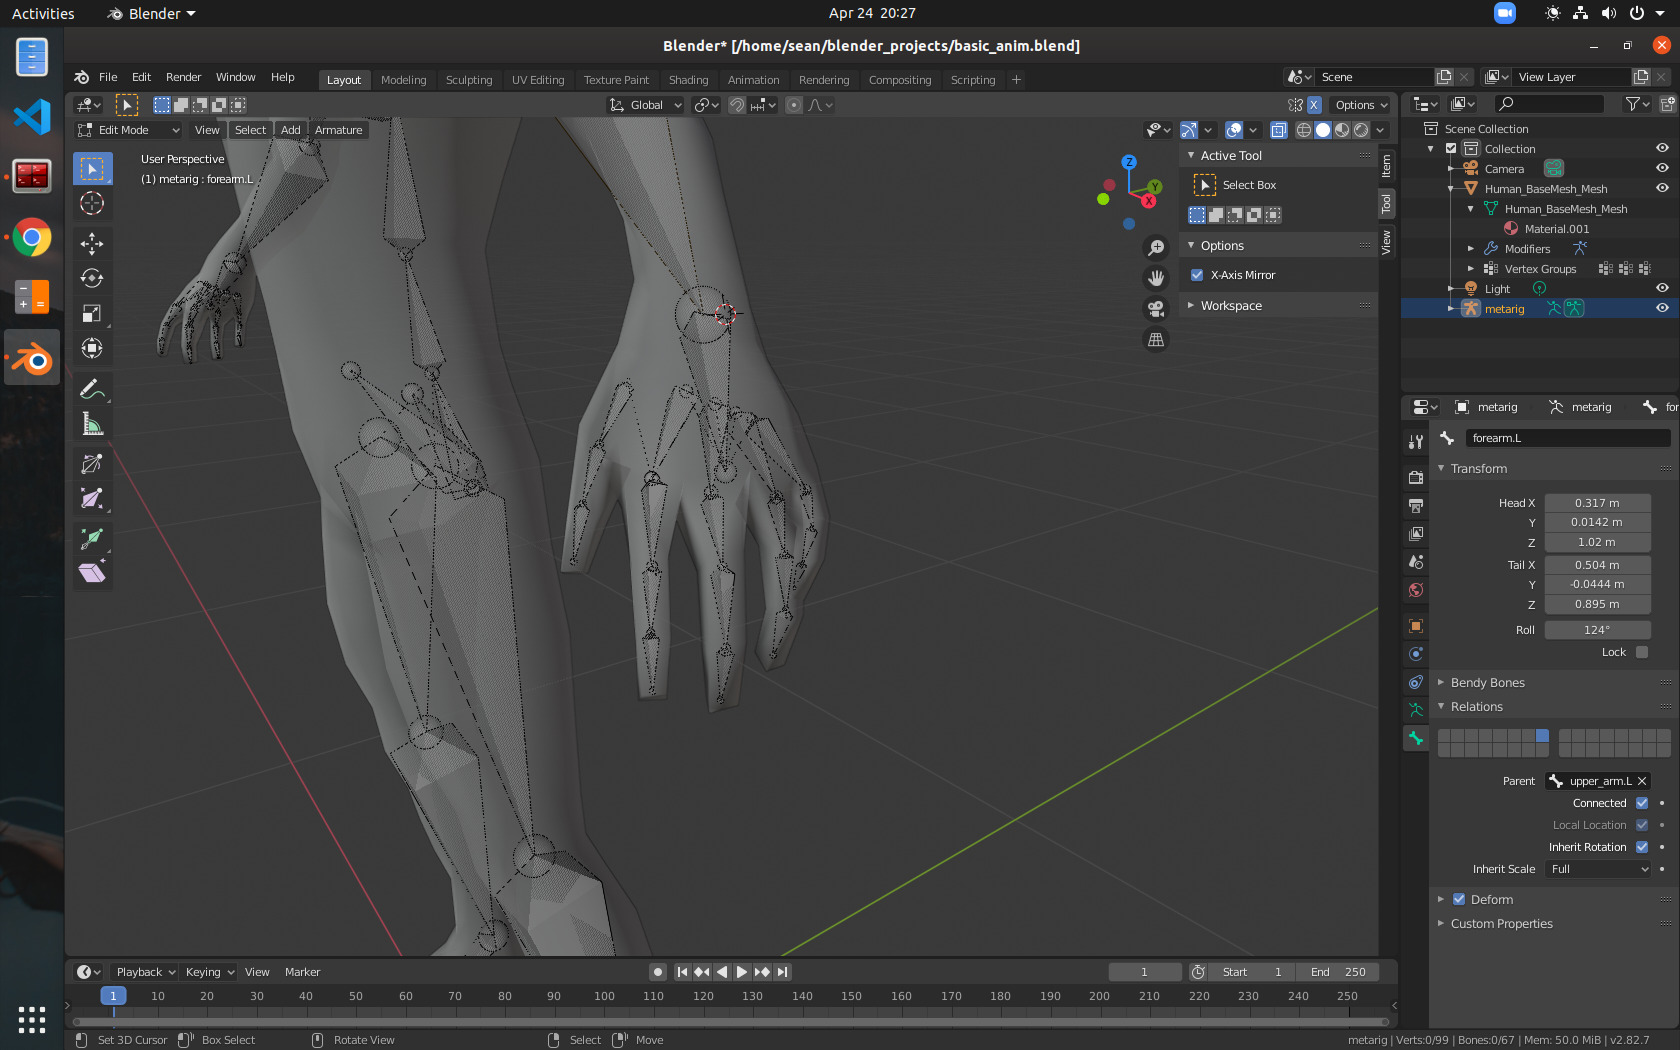 Activities
Blender
Apr 24 20:27
Blender* [/home/sean/blender_projects/basic_anim.blend]
File Edit Render Window Help
Layout Modeling Sculpting UV Editing Texture Paint Shading Animation Rendering Compositing Scripting +
Scene
View Layer
Global
X
Options
Edit Mode View Select Add Armature
User Perspective
(1) metarig : forearm.L
Z
Y
X
Active Tool
Select Box
Options
X-Axis Mirror
Workspace
Item
Tool
View
Scene Collection
Collection
Camera
Human_BaseMesh_Mesh
Human_BaseMesh_Mesh
Material.001
Modifiers
Vertex Groups
Light
metarig
metarig metarig for
forearm.L
Transform
Head X 0.317 m
Y 0.0142 m
Z 1.02 m
Tail X 0.504 m
Y -0.0444 m
Z 0.895 m
Roll 124°
Lock
Bendy Bones
Relations
Parent upper_arm.L
Connected
Local Location
Inherit Rotation
Inherit Scale Full
Deform
Custom Properties
Playback Keying View Marker
1
Start 1
End 250
1 10 20 30 40 50 60 70 80 90 100 110 120 130 140 150 160 170 180 190 200 210 220 230 240 250
Set 3D Cursor Box Select Rotate View Select Move
metarig | Verts:0/99 | Bones:0/67 | Mem: 50.0 MiB | v2.82.7